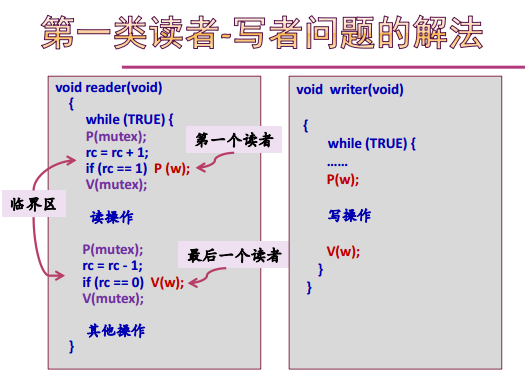 第一类读者-写者问题的解法
void reader(void)
{
while (TRUE) {
P(mutex);
rc = rc + 1;
if (rc == 1) P (w);
V(mutex);
读操作
P(mutex);
rc = rc - 1;
if (rc == 0) V(w);
V(mutex);
其他操作
}
第一个读者
临界区
最后一个读者
void writer(void)
{
while (TRUE) {
……
P(w);
写操作
V(w);
}
}